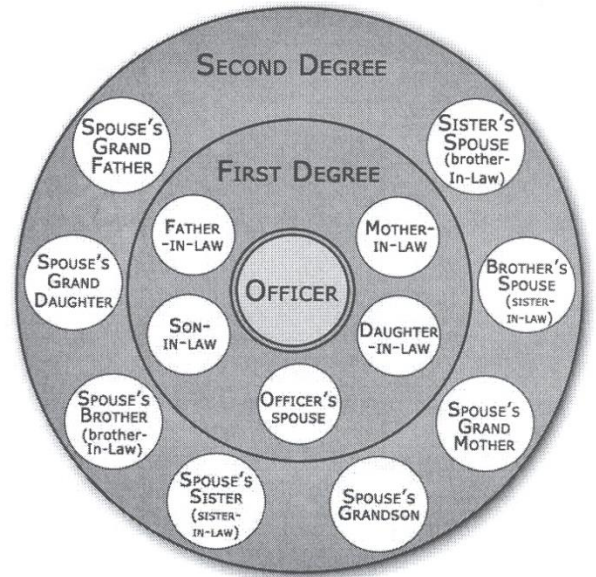 SECOND DEGREE
SPOUSE'S
GRAND
FATHER
SISTER'S
SPOUSE
(brother-
In-Law)
FIRST DEGREE
FATHER
-IN-LAW
MOTHER-
IN-LAW
SPOUSE'S
GRAND
DAUGHTER
OFFICER
BROTHER'S
SPOUSE
(SISTER-
IN-LAW)
SON-
IN-LAW
DAUGHTER
-IN-LAW
SPOUSE'S
BROTHER
(brother-
In-Law)
OFFICER'S
SPOUSE
SPOUSE'S
GRAND
MOTHER
SPOUSE'S
SISTER
(SISTER-
IN-LAW)
SPOUSE'S
GRANDSON